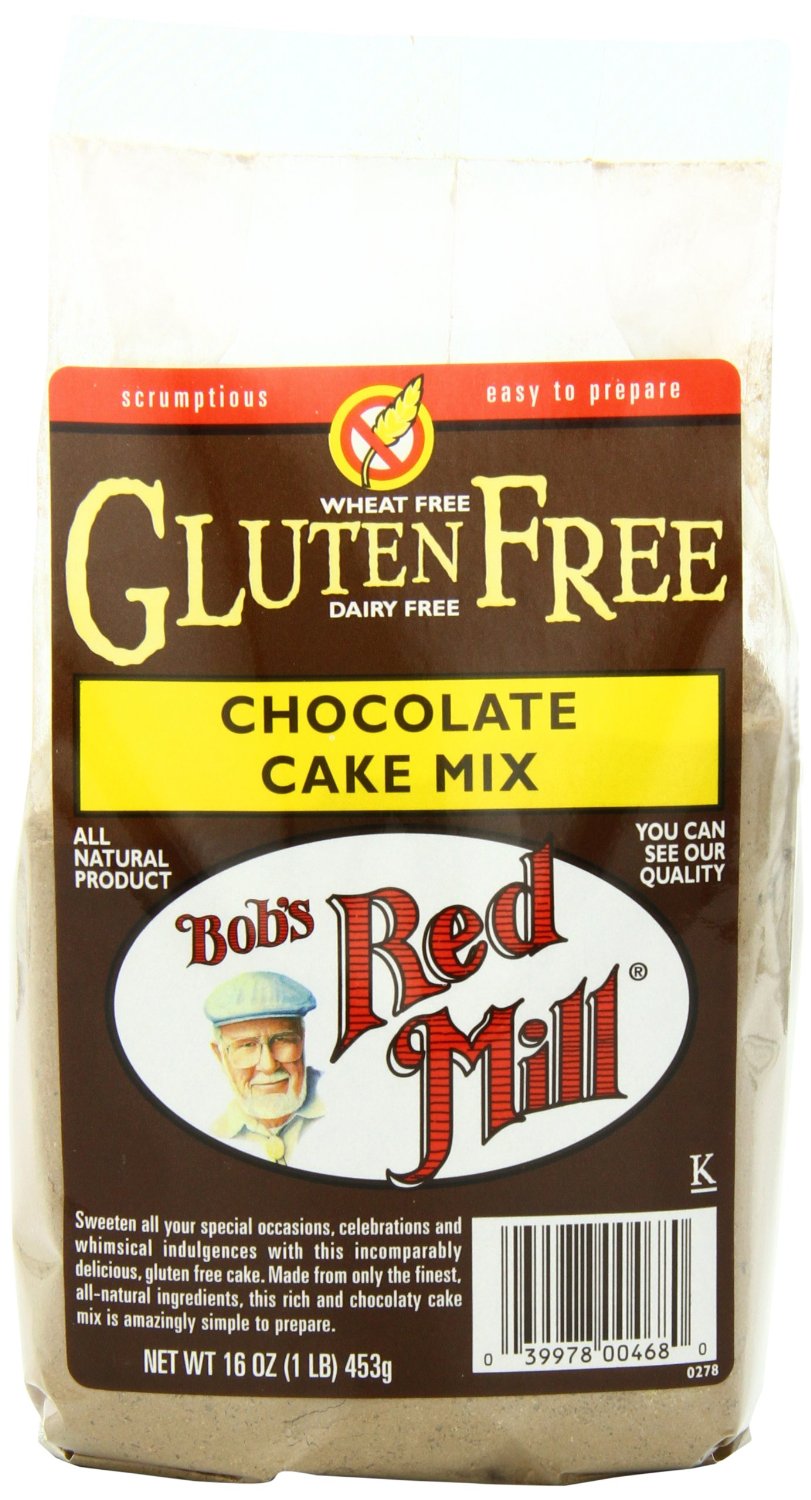 scrumptious easy to prepare
WHEAT FREE
GLUTEN FREE
DAIRY FREE
CHOCOLATE
CAKE MIX
ALL
NATURAL
PRODUCT
YOU CAN
SEE OUR
QUALITY
Bob's
Red
Mill®
K
Sweeten all your special occasions, celebrations and
whimsical indulgences with this incomparably
delicious, gluten free cake. Made from only the finest,
all-natural ingredients, this rich and chocolaty cake
mix is amazingly simple to prepare.
NET WT 16 OZ (1 LB) 453g
0 39978 00468 0
0278